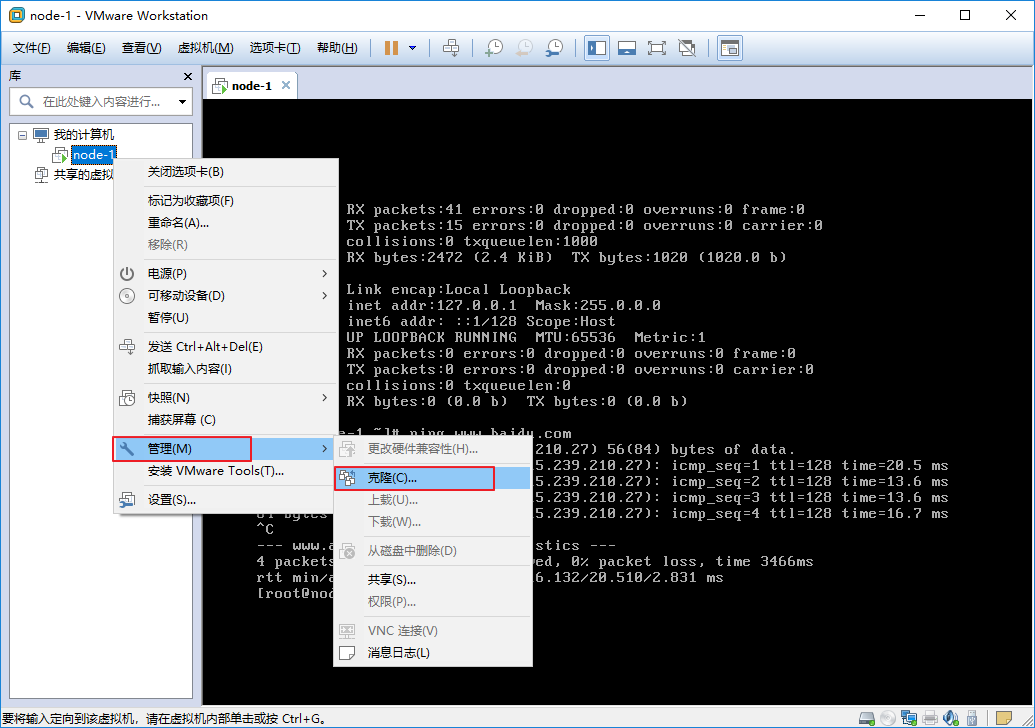 node-1 - VMware Workstation
文件(F) 编辑(E) 查看(V) 虚拟机(M) 选项卡(T) 帮助(H)
库
在此处键入内容进行...
我的计算机
node-1
共享的虚拟
node-1
关闭选项卡(B)
标记为收藏项(F)
重命名(A)...
移除(R)
电源(P)
可移动设备(D)
暂停(U)
发送 Ctrl+Alt+Del(E)
抓取输入内容(I)
快照(N)
捕获屏幕 (C)
管理(M)
安装 VMware Tools(T)...
设置(S)...
更改硬件兼容性(H)...
克隆(C)...
上载(U)...
下载(W)...
从磁盘中删除(D)
共享(S)...
权限(P)...
VNC 连接(V)
消息日志(L)
RX packets:41 errors:0 dropped:0 overruns:0 frame:0
TX packets:15 errors:0 dropped:0 overruns:0 carrier:0
collisions:0 txqueuelen:1000
RX bytes:2472 (2.4 KiB)  TX bytes:1020 (1020.0 b)
Link encap:Local Loopback
inet addr:127.0.0.1  Mask:255.0.0.0
inet6 addr: ::1/128 Scope:Host
UP LOOPBACK RUNNING  MTU:65536  Metric:1
RX packets:0 errors:0 dropped:0 overruns:0 frame:0
TX packets:0 errors:0 dropped:0 overruns:0 carrier:0
collisions:0 txqueuelen:0
RX bytes:0 (0.0 b)  TX bytes:0 (0.0 b)
e-1 ~]# ping www.baidu.com
210.27) 56(84) bytes of data.
5.239.210.27): icmp_seq=1 ttl=128 time=20.5 ms
5.239.210.27): icmp_seq=2 ttl=128 time=13.6 ms
5.239.210.27): icmp_seq=3 ttl=128 time=13.6 ms
64 bytes 5.239.210.27): icmp_seq=4 ttl=128 time=16.7 ms
^C
--- www.a stics ---
4 packets ved, 0% packet loss, time 3466ms
rtt min/a 6.132/20.510/2.831 ms
[root@nod
要将输入定向到该虚拟机，请在虚拟机内部单击或按 Ctrl+G。